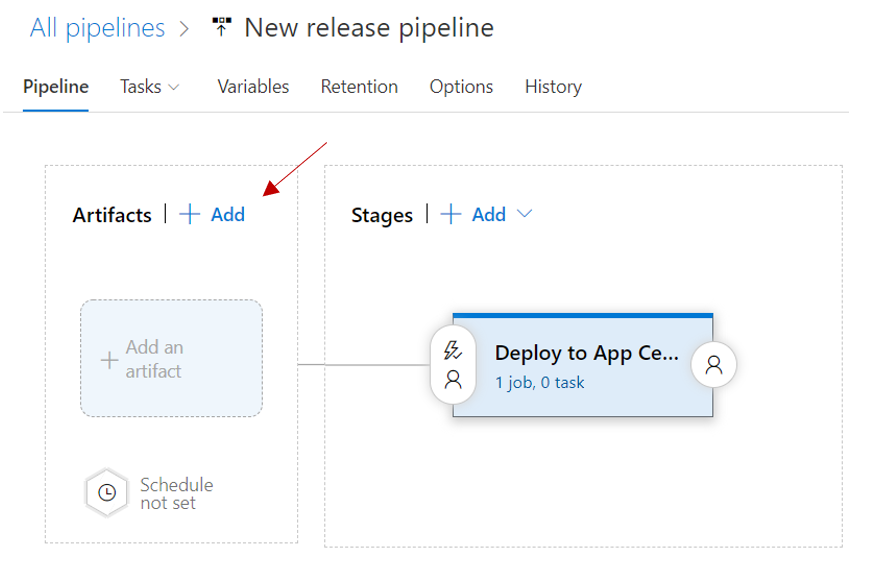 All pipelines > New release pipeline
Pipeline Tasks Variables Retention Options History
Artifacts | + Add
Stages | + Add
+ Add an
artifact
Deploy to App Ce...
1 job, 0 task
Schedule
not set